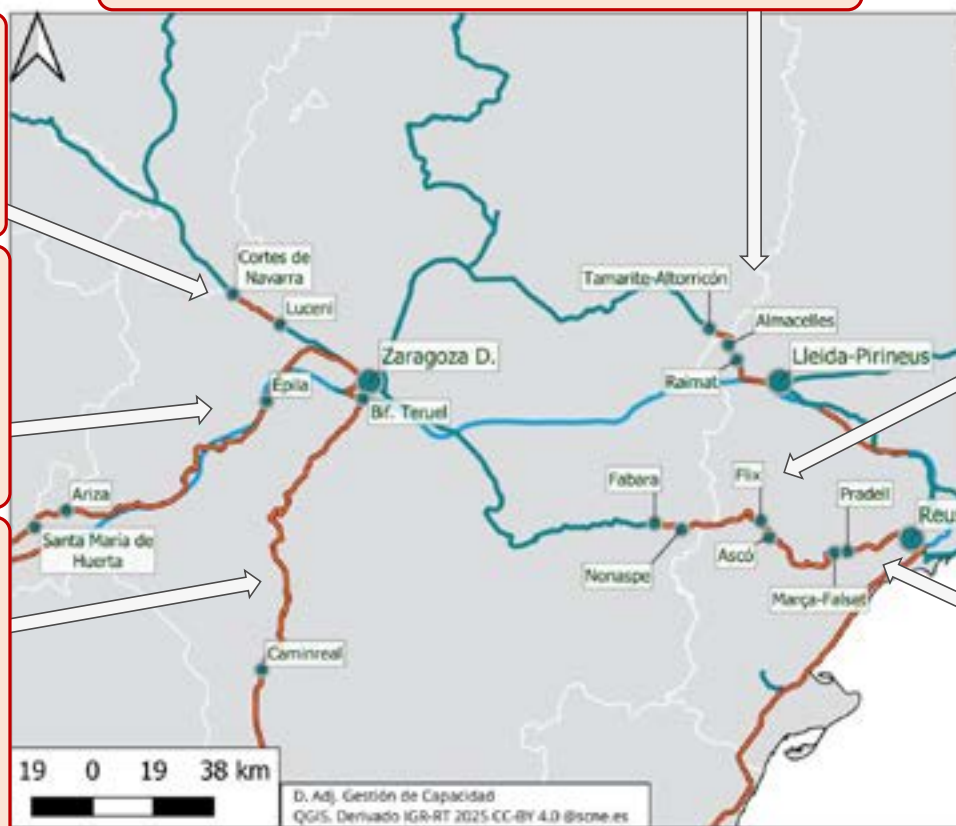 Cortes de
Navarra
Luceni
Tamarite-Altorricón
Almacelles
Zaragoza D.
Lleida-Pirineus
Raimat
Épila
Bif. Teruel
Fabara
Flix
Pradell
Ariza
Reus
Santa María de
Huerta
Ascó
Nonaspe
Marça-Falset
Caminreal
19 0 19 38 km
D. Adj. Gestión de Capacidad
QGIS. Derivado IGR-RT 2025 CC-BY 4.0 @scne.es